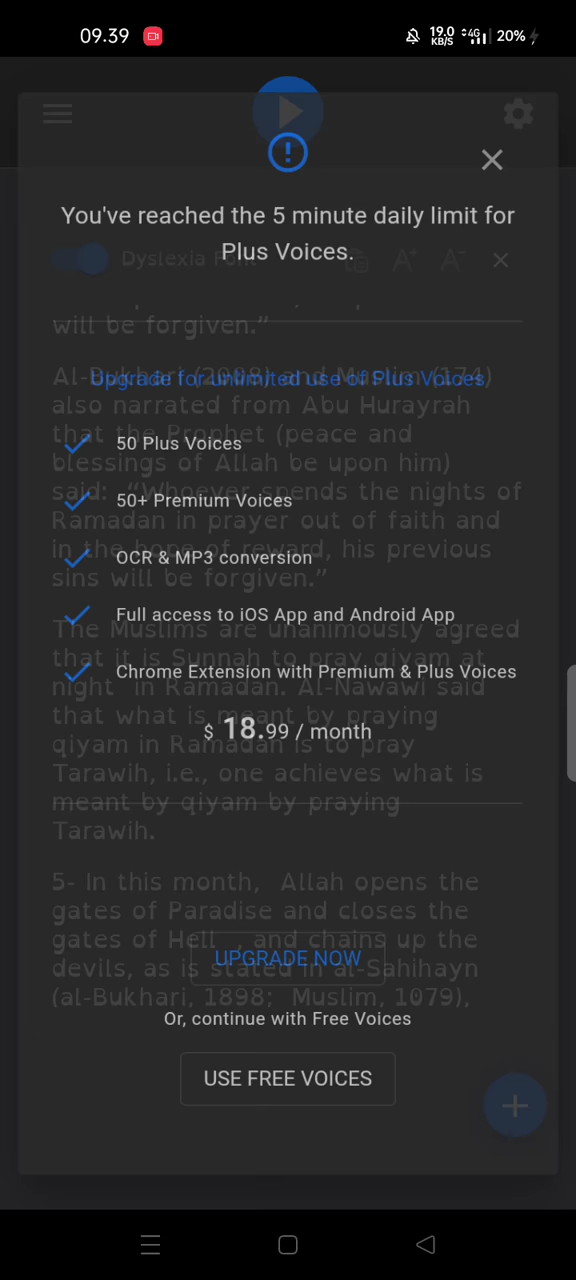 09.39
19.0
KB/S
4G
20%
You've reached the 5 minute daily limit for
Plus Voices.
Dyslexia Font
A+ A-
will be forgiven.”
Upgrade for unlimited use of Plus Voices
Al-Bukhari (2008) and Muslim (174)
also narrated from Abu Hurayrah
that the Prophet (peace and
50 Plus Voices
blessings of Allah be upon him)
said: “Whoever spends the nights of
50+ Premium Voices
Ramadan in prayer out of faith and
in the hope of reward, his previous
OCR & MP3 conversion
sins will be forgiven.”
Full access to iOS App and Android App
The Muslims are unanimously agreed
that it is Sunnah to pray qiyam at
Chrome Extension with Premium & Plus Voices
night in Ramadan. Al-Nawawi said
that what is meant by praying
$ 18.99 / month
qiyam in Ramadan is to pray
Tarawih, i.e., one achieves what is
meant by qiyam by praying
Tarawih.
5- In this month, Allah opens the
gates of Paradise and closes the
gates of Hell , and chains up the
UPGRADE NOW
devils, as is stated in al-Sahihayn
(al-Bukhari, 1898; Muslim, 1079),
Or, continue with Free Voices
USE FREE VOICES